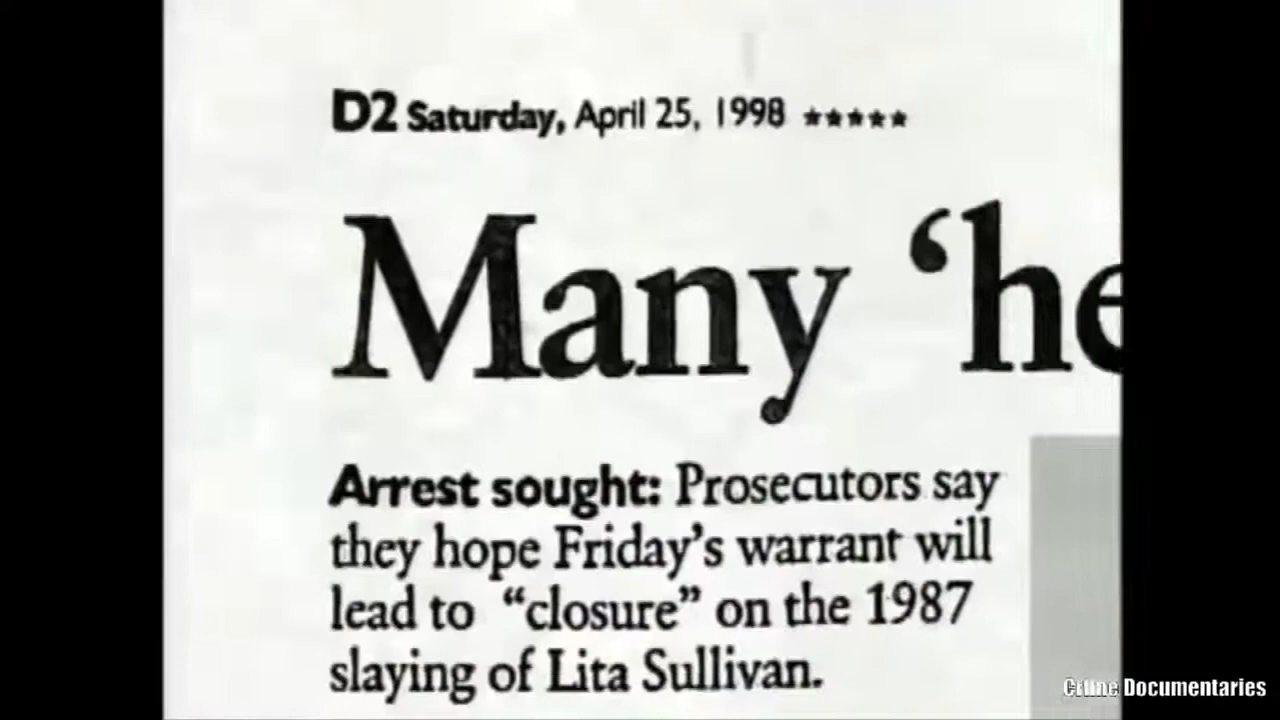 D2 Saturday, April 25, 1998 ★★★★★
Many ‘he
Arrest sought: Prosecutors say
they hope Friday’s warrant will
lead to “closure” on the 1987
slaying of Lita Sullivan.
Crime Documentaries